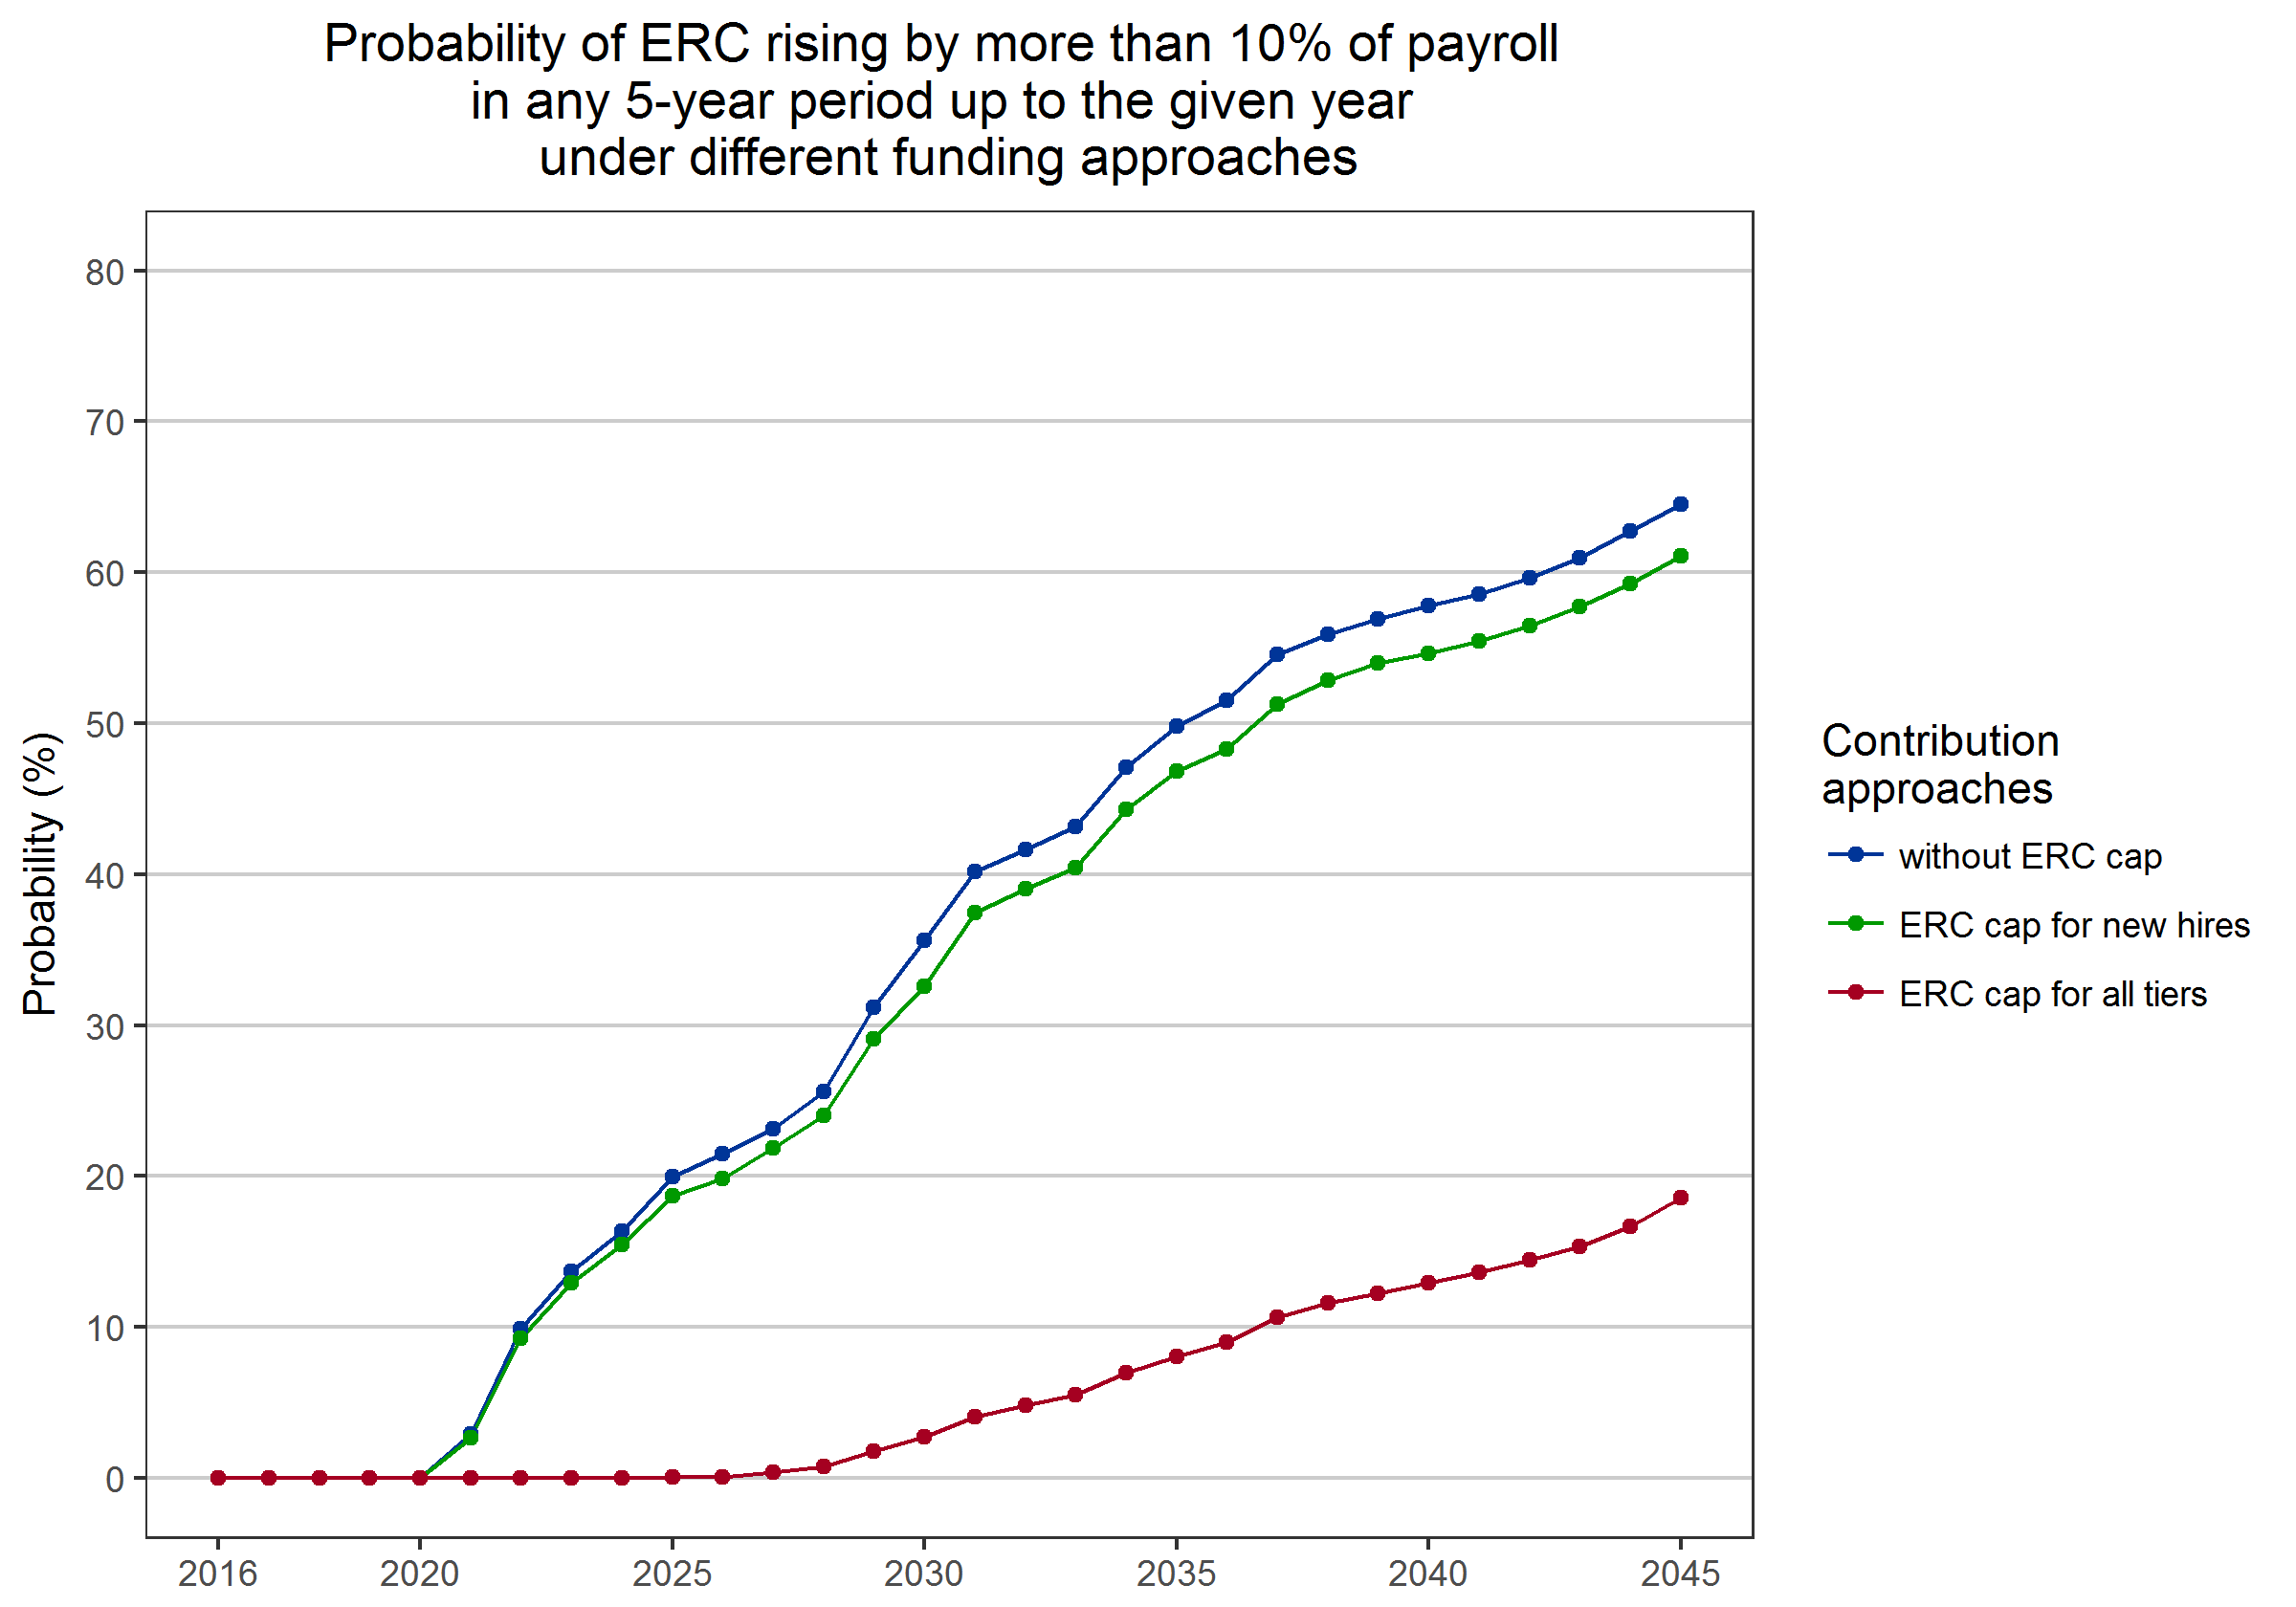 Probability of ERC rising by more than 10% of payroll
in any 5-year period up to the given year
under different funding approaches
80
70
60
50
40
30
20
10
0
Probability (%)
2016
2020
2025
2030
2035
2040
2045
Contribution
approaches
without ERC cap
ERC cap for new hires
ERC cap for all tiers